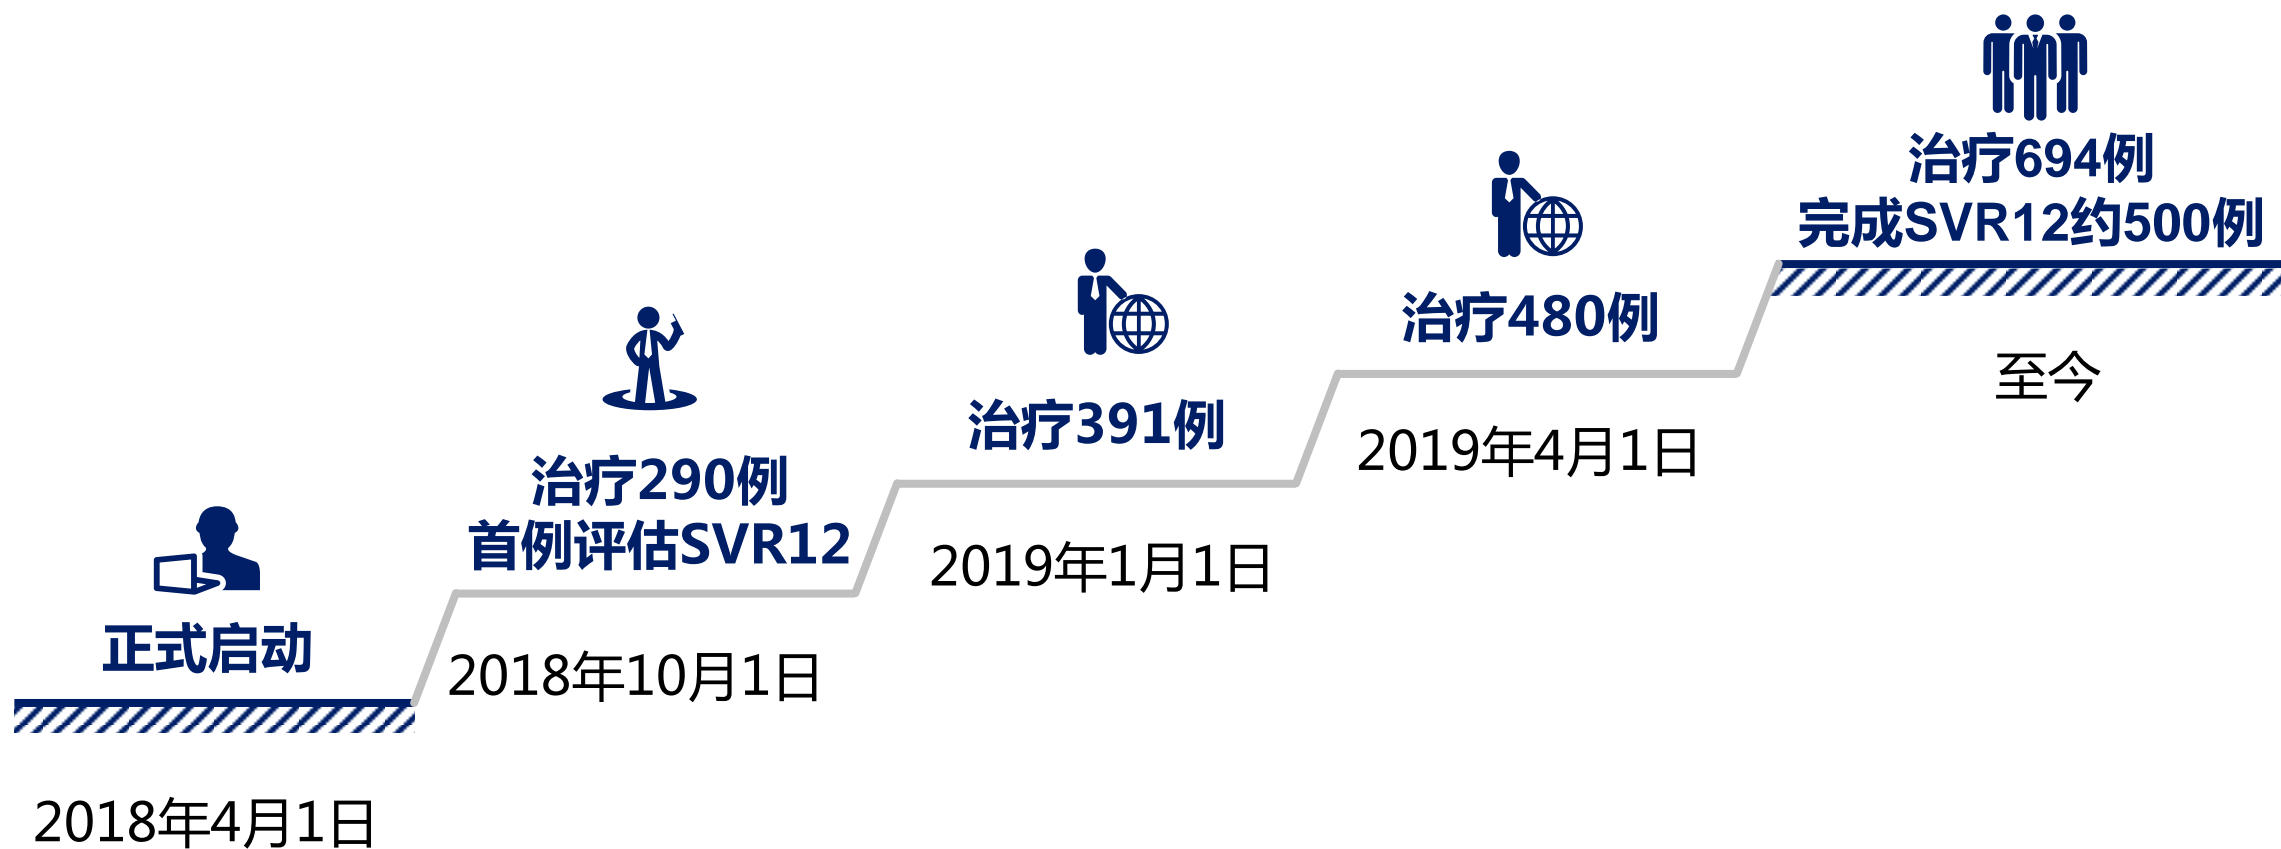 正式启动
2018年4月1日
治疗290例
首例评估SVR12
2018年10月1日
治疗391例
2019年1月1日
治疗480例
2019年4月1日
治疗694例
完成SVR12约500例
至今